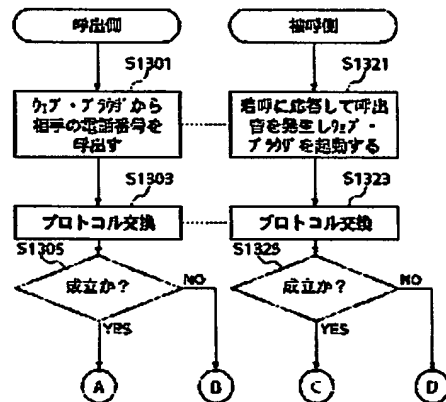 呼出側
被呼側
S1301
S1321
ウェブ・ブラウザから
相手の電話番号を
呼出す
着呼に応答して呼出
音を発生しウェブ・
ブラウザを起動する
S1303
S1323
プロトコル交換
プロトコル交換
S1305
S1325
成立か?
NO
成立か?
NO
YES
YES
A
B
C
D